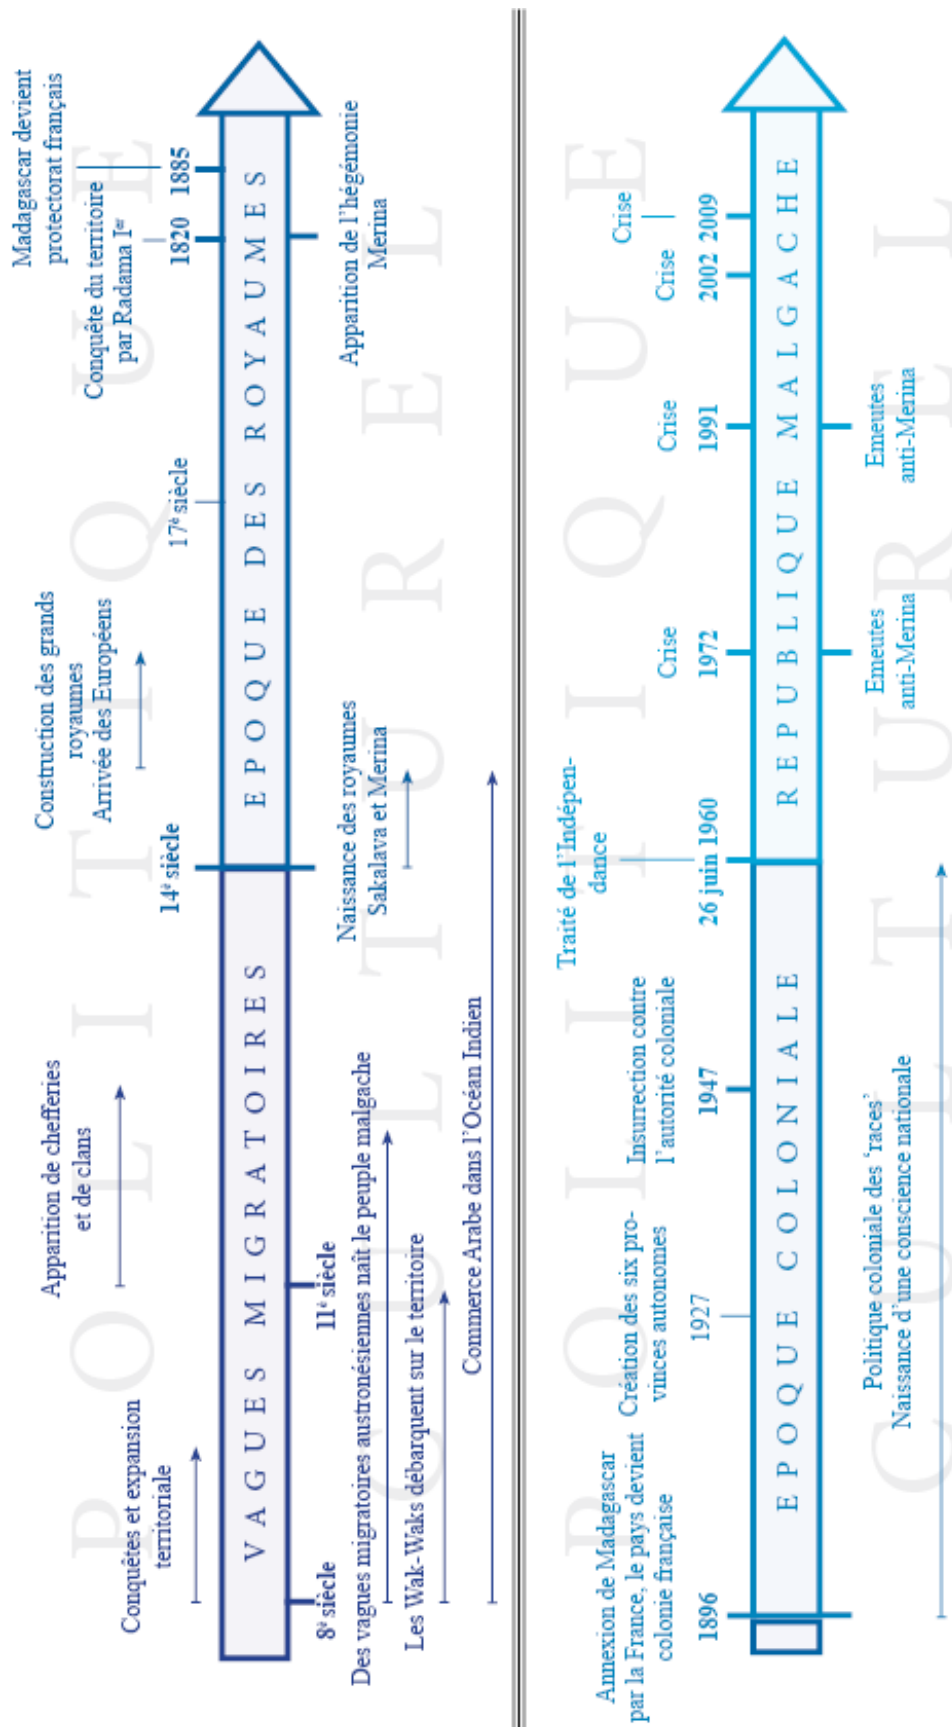 POLITIQUE
Conquêtes et expansion
territoriale
Apparition de chefferies
et de clans
14è siècle
Construction des grands
royaumes
Arrivée des Européens
17è siècle
Conquête du territoire
par Radama Ier
1820
Madagascar devient
protectorat français
1885
VAGUES MIGRATOIRES
EPOQUE DES ROYAUMES
8è siècle
11è siècle
Des vagues migratoires austronésiennes naît le peuple malgache
Les Wak-Waks débarquent sur le territoire
Commerce Arabe dans l'Océan Indien
Naissance des royaumes
Sakalava et Merina
Apparition de l'hégémonie
Merina
CULTUREL
POLITIQUE
Annexion de Madagascar
par la France, le pays devient
colonie française
1896
Création des six pro-
vinces autonomes
1927
Insurrection contre
l'autorité coloniale
1947
Traité de l'Indépen-
dance
26 juin 1960
Crise
1972
Crise
1991
Crise
2002
Crise
2009
EPOQUE COLONIALE
REPUBLIQUE MALGACHE
Politique coloniale des 'races'
Naissance d'une conscience nationale
Emeutes
anti-Merina
Emeutes
anti-Merina
CULTUREL